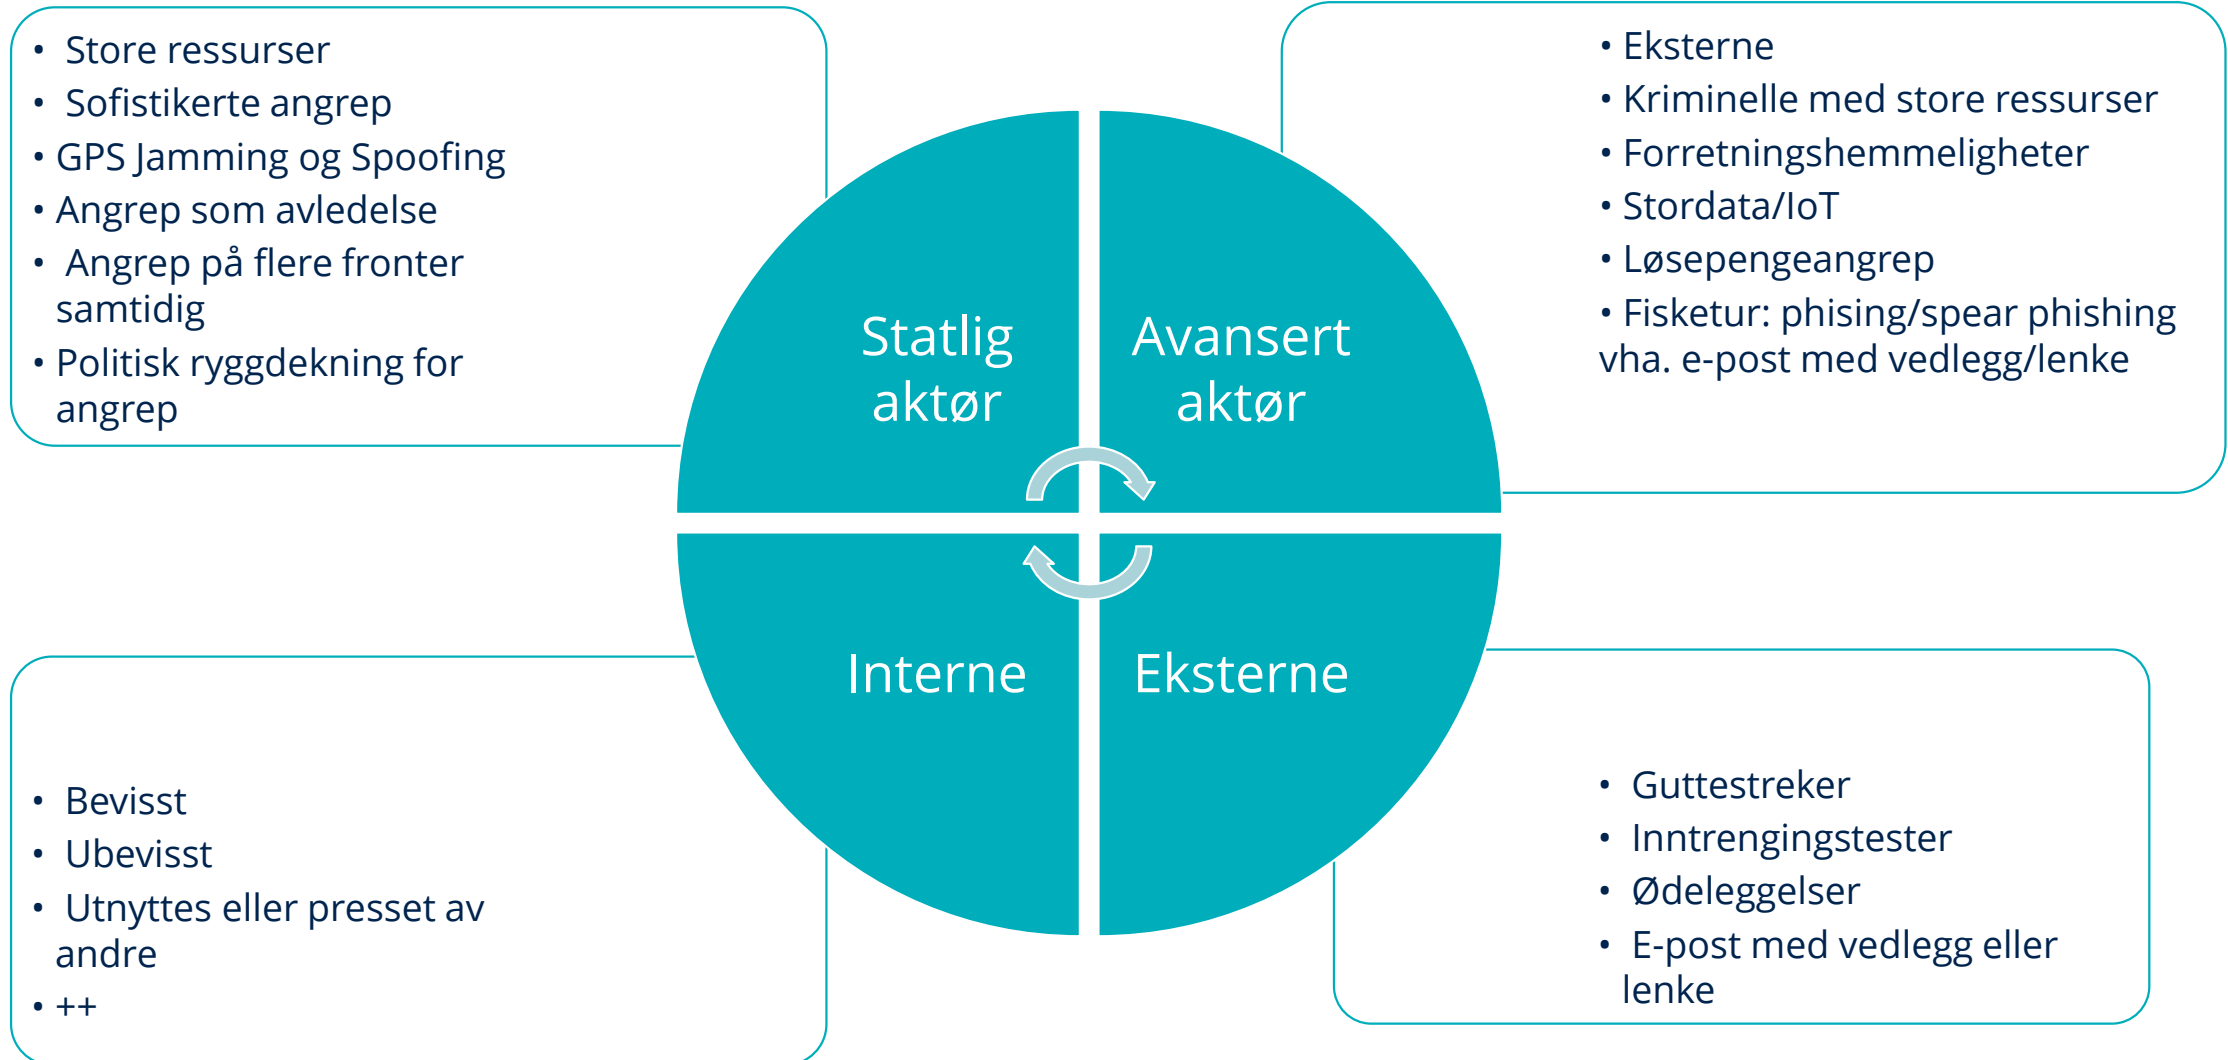 • Store ressurser
• Sofistikerte angrep
• GPS Jamming og Spoofing
• Angrep som avledelse
• Angrep på flere fronter
samtidig
• Politisk ryggdekning for
angrep
• Eksterne
• Kriminelle med store ressurser
• Forretningshemmeligheter
• Stordata/IoT
• Løsepengeangrep
• Fisketur: phising/spear phishing
vha. e-post med vedlegg/lenke
Statlig
aktør
Avansert
aktør
Interne
Eksterne
• Bevisst
• Ubevisst
• Utnyttes eller presset av
andre
• ++
• Guttestreker
• Inntrengingstester
• Ødeleggelser
• E-post med vedlegg eller
lenke